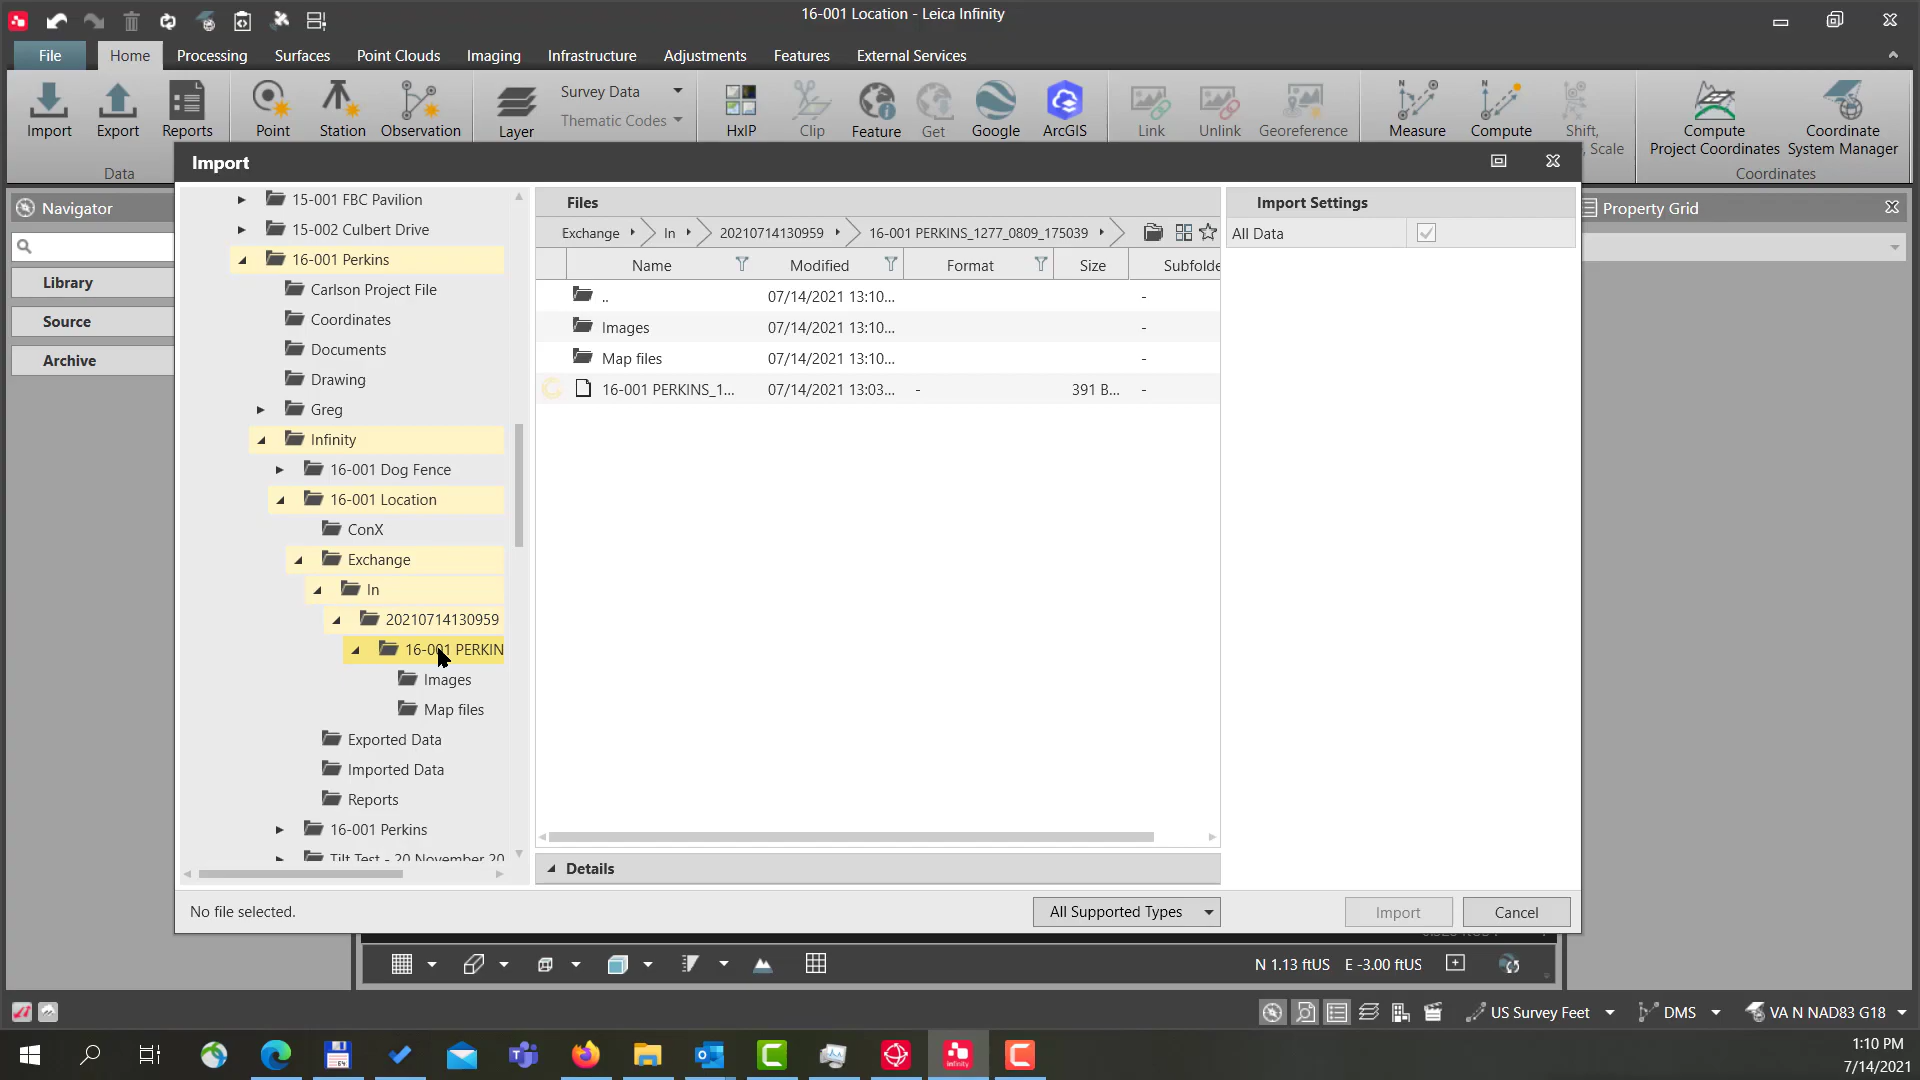 16-001 Location - Leica Infinity
File Home Processing Surfaces Point Clouds Imaging Infrastructure Adjustments Features External Services
Import Export Reports Point Station Observation Layer Survey Data Thematic Codes HxIP Clip Feature Get Google ArcGIS Link Unlink Georeference Measure Compute Shift, Scale Compute Project Coordinates Coordinate System Manager
Data Coordinates
Navigator
Library
Source
Archive
Import
15-001 FBC Pavilion
15-002 Culbert Drive
16-001 Perkins
Carlson Project File
Coordinates
Documents
Drawing
Greg
Infinity
16-001 Dog Fence
16-001 Location
ConX
Exchange
In
20210714130959
16-001 PERKIN
Images
Map files
Exported Data
Imported Data
Reports
16-001 Perkins
Tilt Test - 20 November 20
Files
Exchange In 20210714130959 16-001 PERKINS_1277_0809_175039
Name Modified Format Size Subfolde
.. 07/14/2021 13:10... -
Images 07/14/2021 13:10... -
Map files 07/14/2021 13:10... -
16-001 PERKINS_1... 07/14/2021 13:03... - 391 B... -
Details
Import Settings
All Data
Property Grid
No file selected. All Supported Types Import Cancel
N 1.13 ftUS E -3.00 ftUS
US Survey Feet DMS VA N NAD83 G18
64
Infinity
1:10 PM
7/14/2021